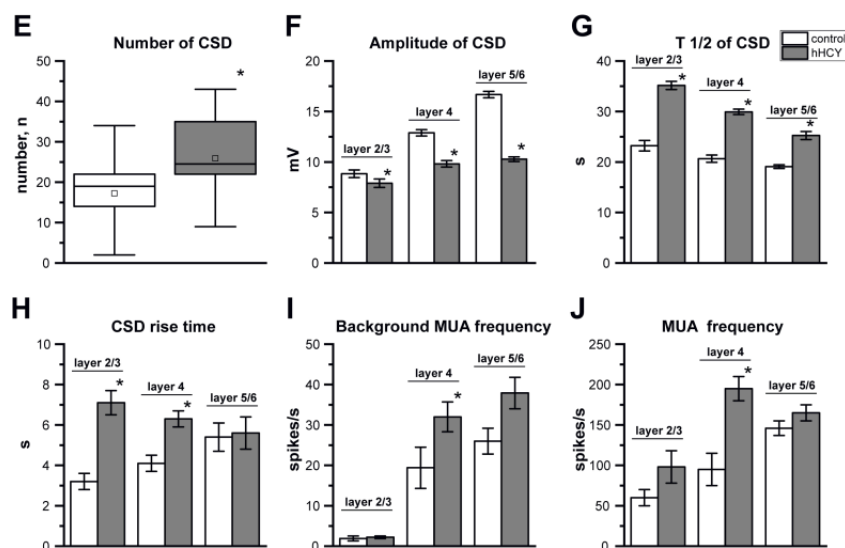 E
Number of CSD
number, n
50
40
30
20
10
0
*
F
Amplitude of CSD
mV
20
15
10
5
0
layer 2/3
*
layer 4
*
layer 5/6
*
G
T 1/2 of CSD
control
hHCY
s
40
30
20
10
0
layer 2/3
*
layer 4
*
layer 5/6
*
H
CSD rise time
s
10
8
6
4
2
0
layer 2/3
*
layer 4
*
layer 5/6
I
Background MUA frequency
spikes/s
50
40
30
20
10
0
layer 2/3
layer 4
*
layer 5/6
J
MUA frequency
spikes/s
250
200
150
100
50
0
layer 2/3
layer 4
*
layer 5/6